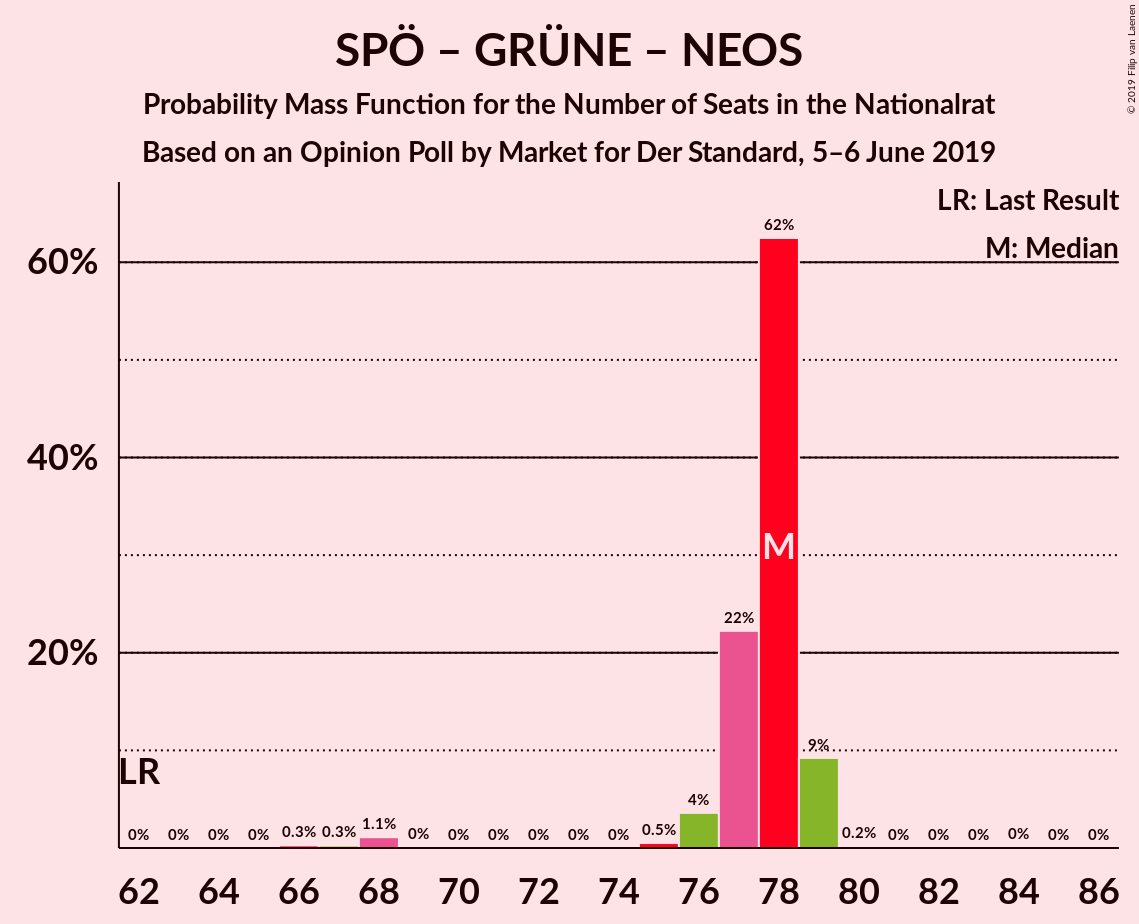 SPÖ – GRÜNE – NEOS
Probability Mass Function for the Number of Seats in the Nationalrat
Based on an Opinion Poll by Market for Der Standard, 5–6 June 2019
© 2019 Filip van Laenen
LR: Last Result
M: Median
60%
40%
20%
LR
M
0% 0% 0% 0% 0.3% 0.3% 1.1% 0% 0% 0% 0% 0% 0% 0.5% 4% 22% 62% 9% 0.2% 0% 0% 0% 0% 0% 0%
62 64 66 68 70 72 74 76 78 80 82 84 86